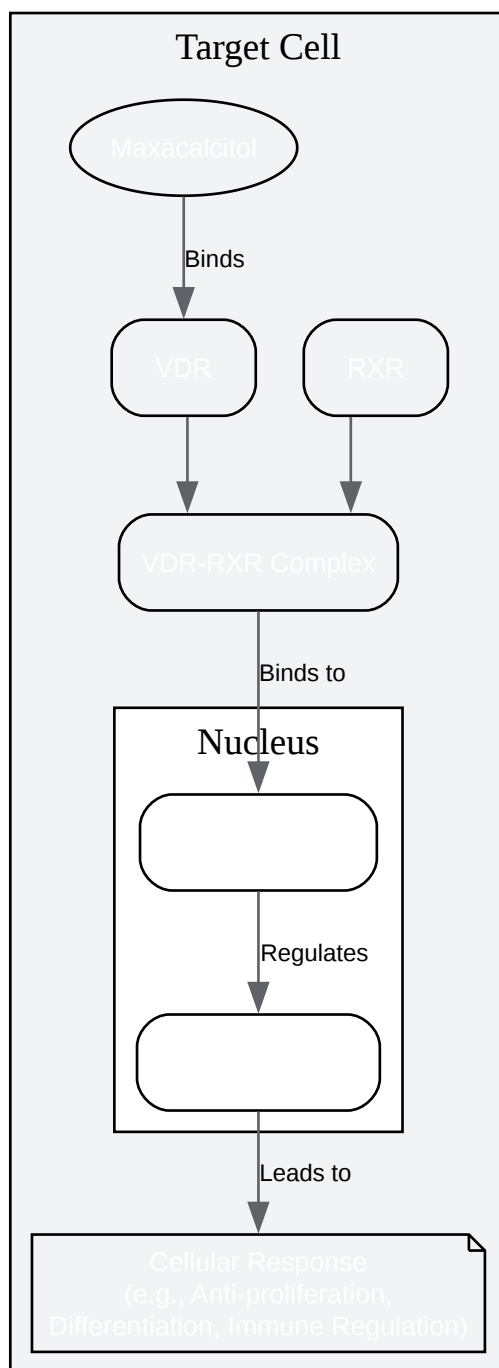 Target Cell
Maxacalcitol
Binds
VDR
RXR
VDR-RXR Complex
Binds to
Nucleus
Regulates
Leads to
Cellular Response
(e.g., Anti-proliferation,
Differentiation, Immune Regulation)